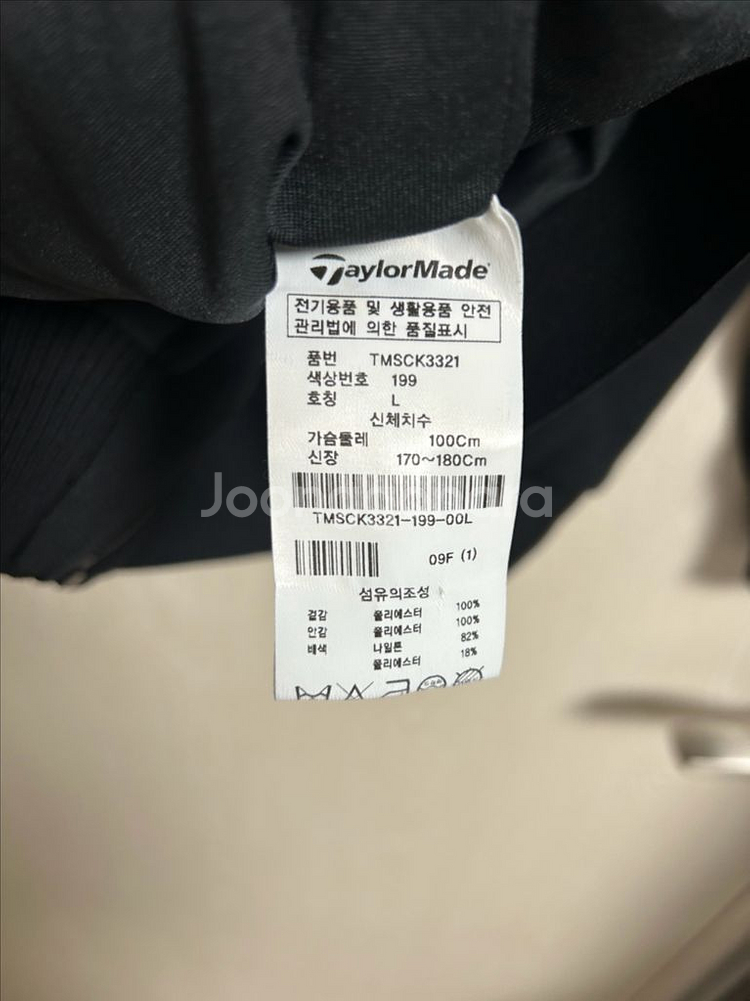 TaylorMade
전기용품 및 생활용품 안전
관리법에 의한 품질표시
품번 TMSCK3321
색상번호 199
호칭 L
신체치수
가슴둘레 100Cm
신장 170~180Cm
TMSCK3321-199-00L
09F (1)
섬유의조성
겉감 폴리에스터 100%
안감 폴리에스터 100%
배색 나일론 82%
폴리에스터 18%